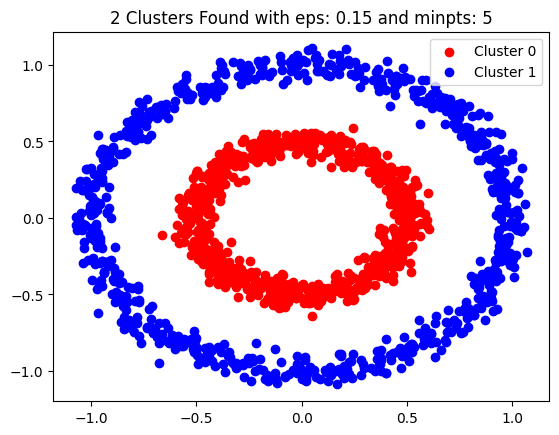 2 Clusters Found with eps: 0.15 and minpts: 5
Cluster 0
Cluster 1
1.0
0.5
0.0
−0.5
−1.0
−1.0 −0.5 0.0 0.5 1.0